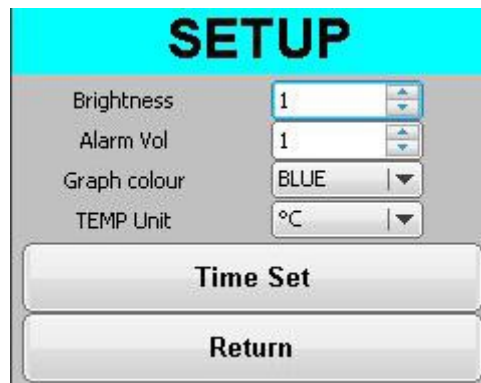 SETUP
Brightness 1
Alarm Vol 1
Graph colour BLUE
TEMP Unit °C
Time Set
Return